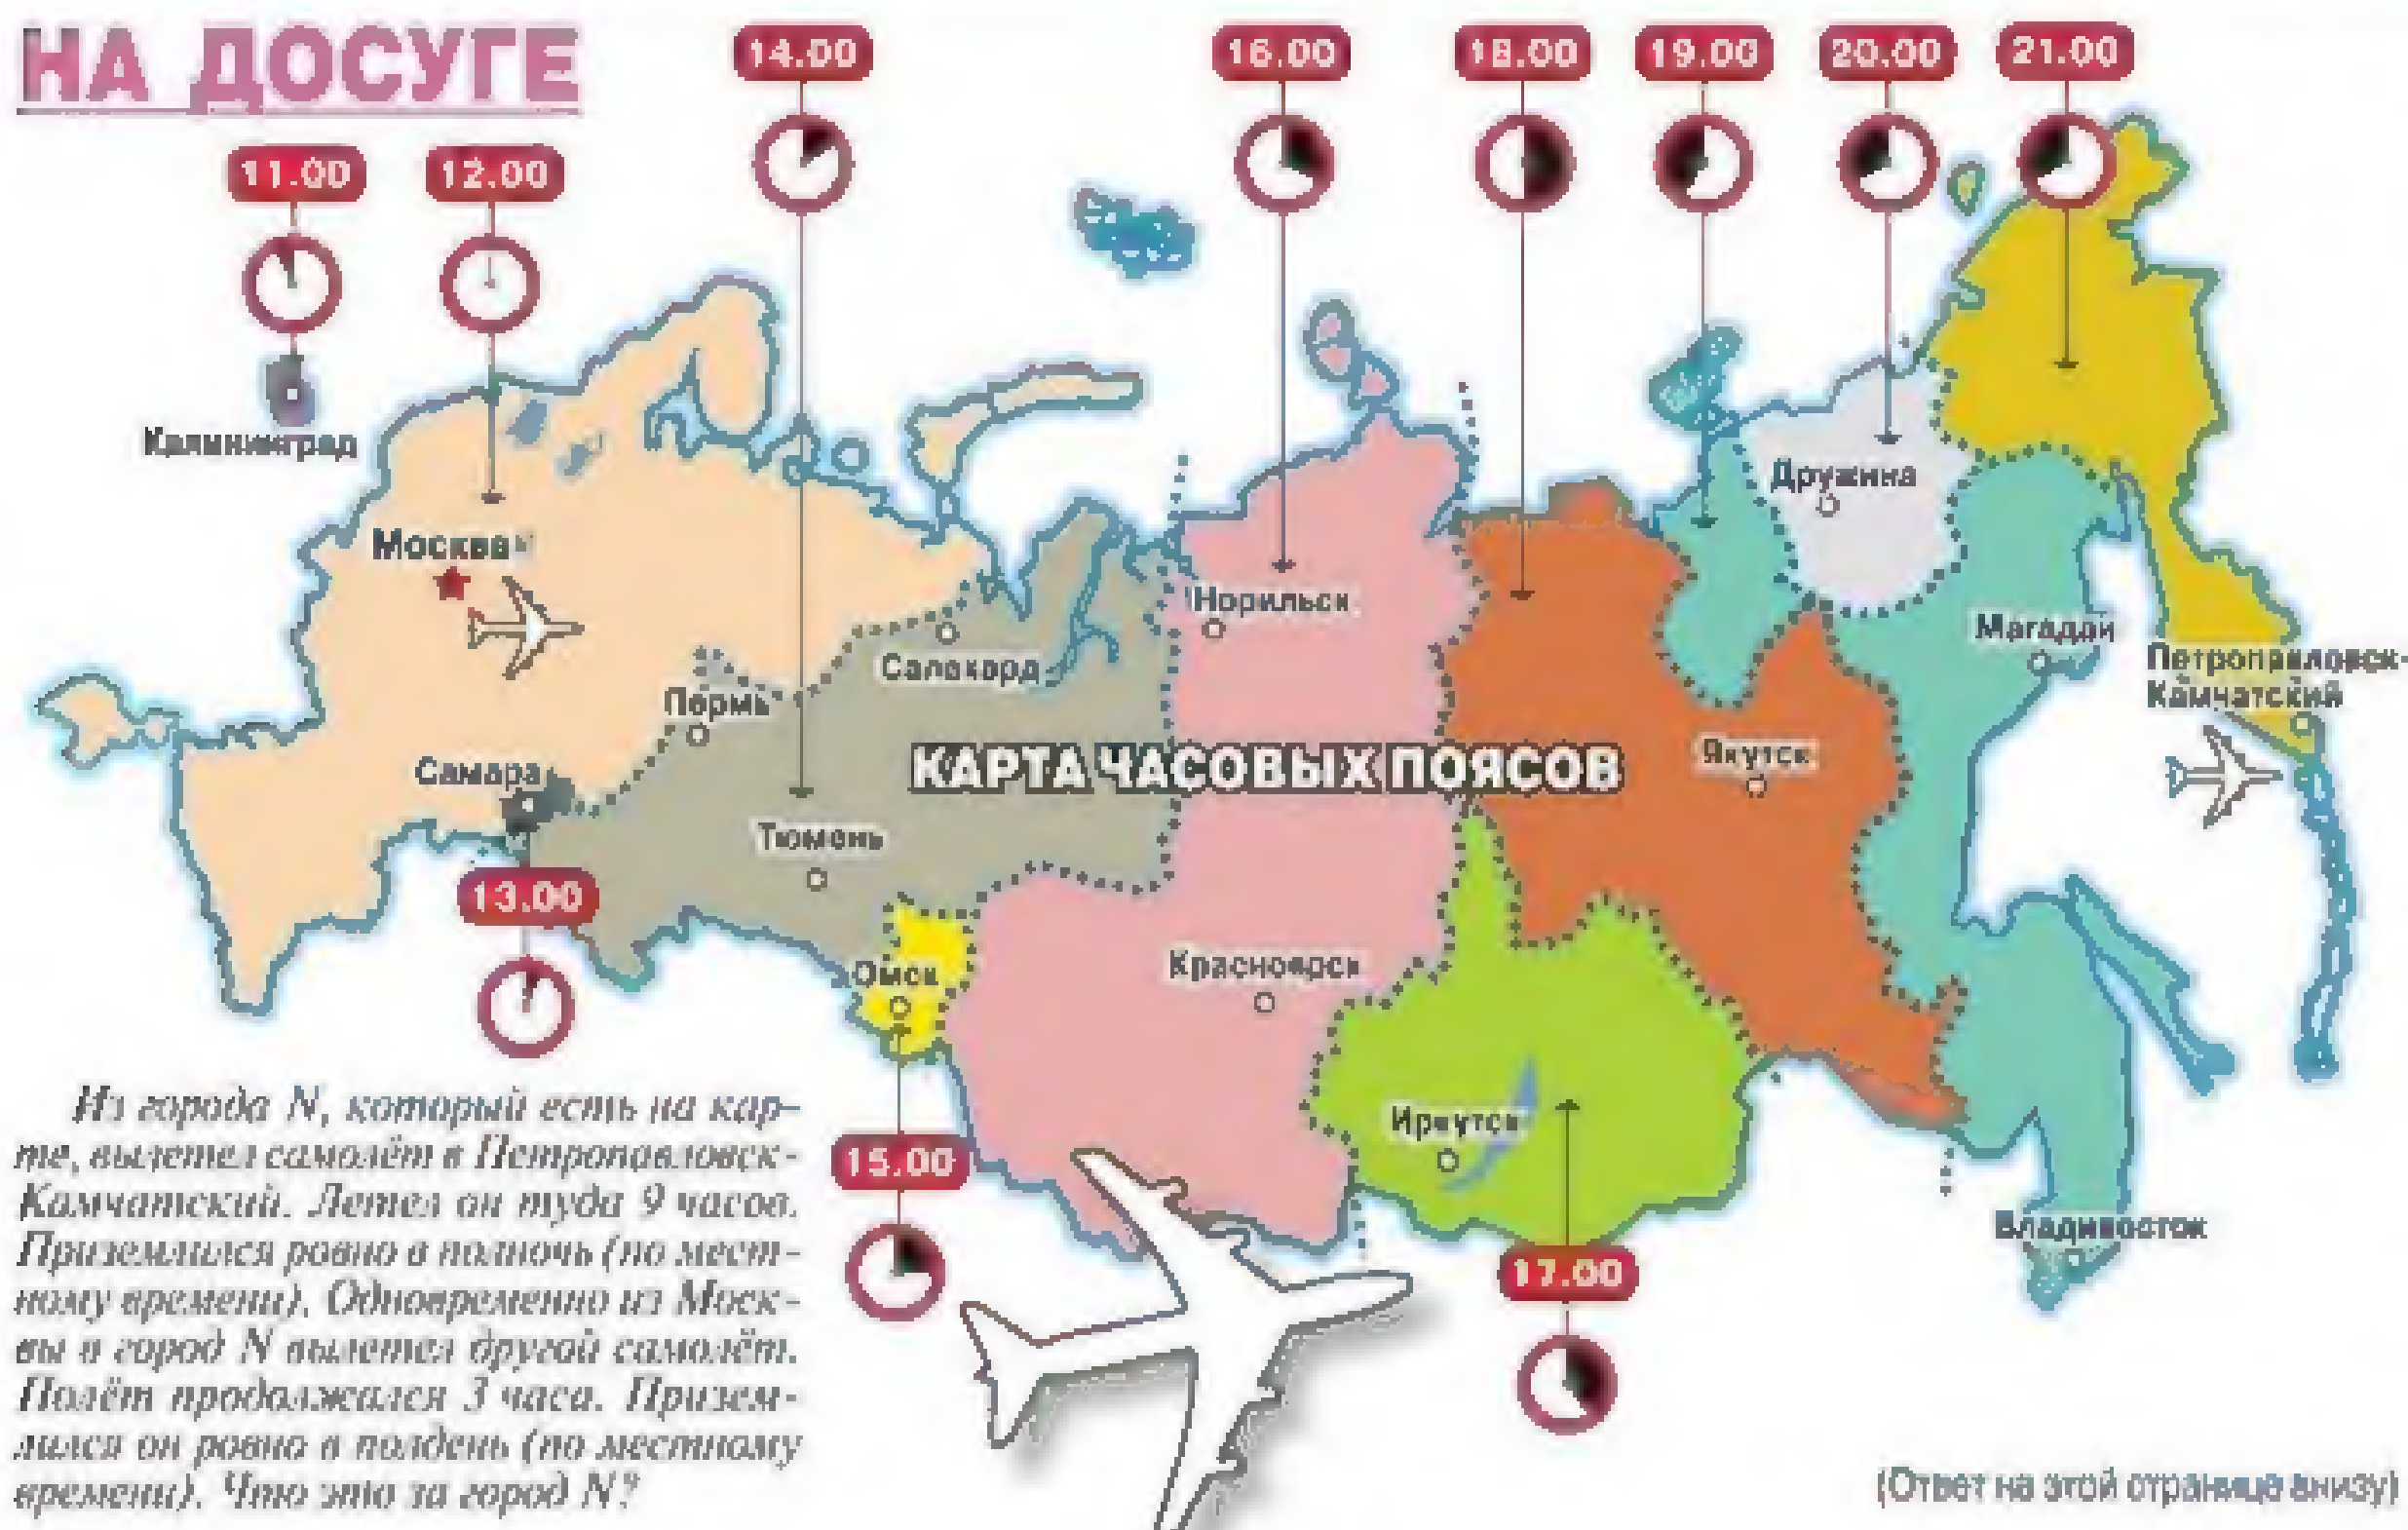 НА ДОСУГЕ
11.00
12.00
14.00
16.00
18.00
19.00
20.00
21.00
Калининград
Москва
Дружина
Норильск
Салехард
Магадан
Петропавловск-
Камчатский
Пермь
Самара
КАРТА ЧАСОВЫХ ПОЯСОВ
Якутск
Тюмень
13.00
Омск
Красноярск
Иркутск
15.00
Владивосток
17.00
Из города N, который есть на кар-
те, вылетел самолёт в Петропавловск-
Камчатский. Летел он туда 9 часов.
Приземлился ровно в полночь (по мест-
ному времени). Одновременно из Моск-
вы в город N вылетел другой самолёт.
Полёт продолжался 3 часа. Призем-
лился он ровно в полдень (по местному
времени). Что это за город N?
(Ответ на этой странице внизу)